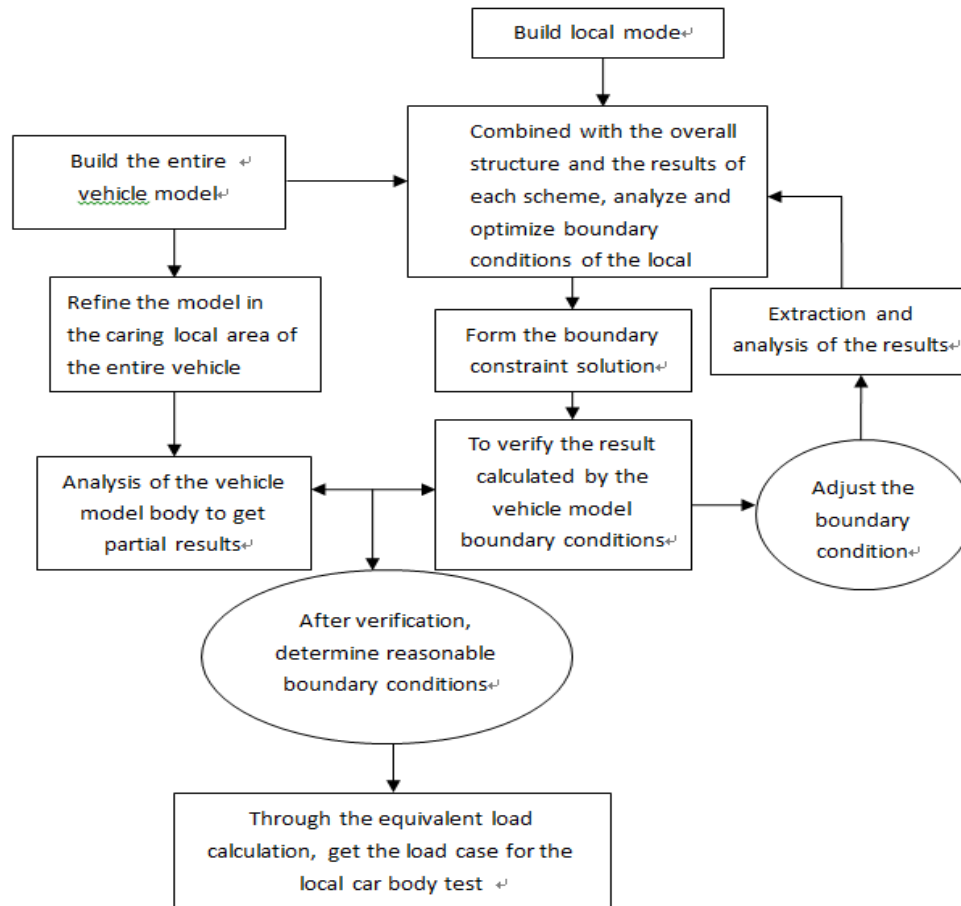 Build local mode↵
Combined with the overall
structure and the results of
each scheme, analyze and
optimize boundary
conditions of the local
Build the entire ↵
vehicle model↵
Refine the model in
the caring local area of
the entire vehicle
Form the boundary
constraint solution↵
Extraction and
analysis of the results↵
Analysis of the vehicle
model body to get
partial results↵
To verify the result
calculated by the
vehicle model
boundary conditions↵
Adjust the
boundary
condition↵
After verification,
determine reasonable
boundary conditions↵
Through the equivalent load
calculation, get the load case for the
local car body test ↵